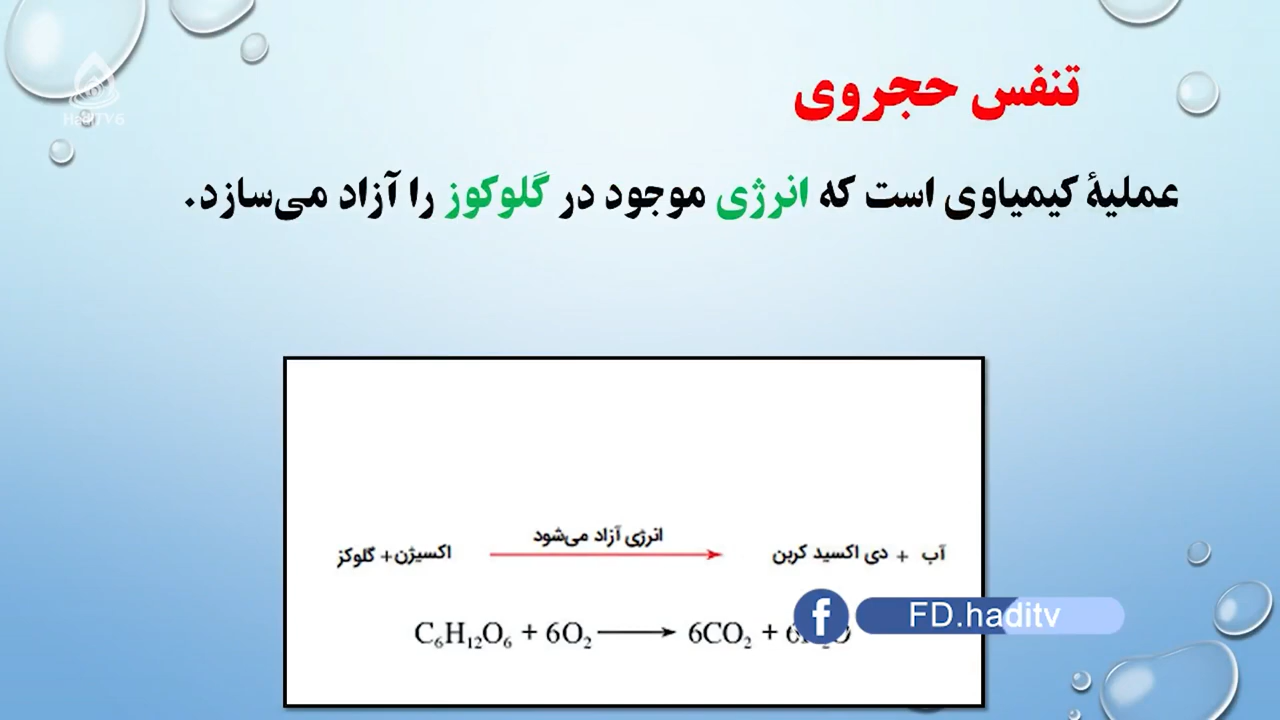 HadiTV6
تنفس حجروی
عملیهٔ کیمیاوی است که انرژی موجود در گلوکوز را آزاد می‌سازد.
انرژی آزاد می‌شود
گلوکز + اکسیژن
دی اکسید کربن + آب
C₆H₁₂O₆ + 6O₂ ⟶ 6CO₂ +
FD.haditv